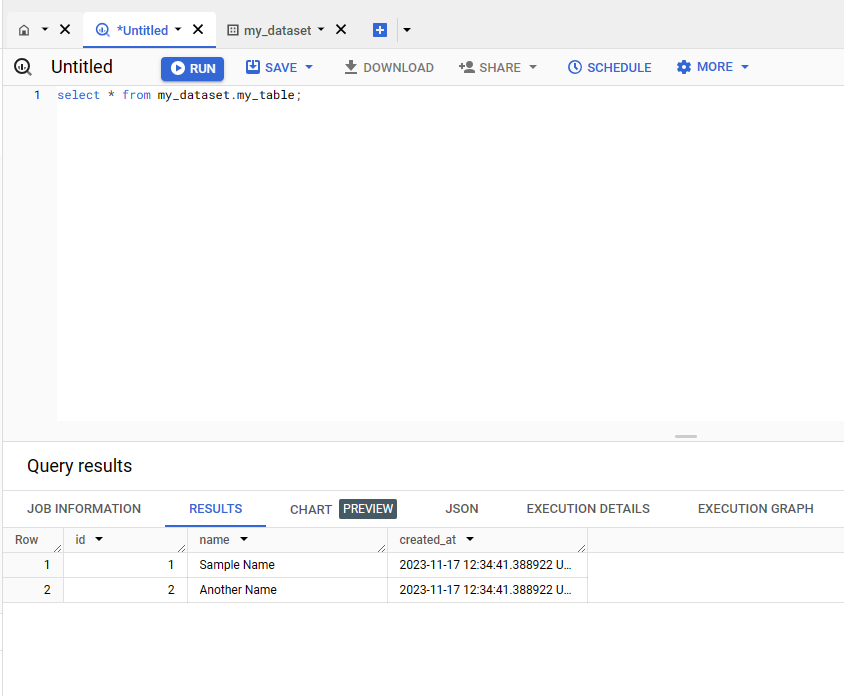 *Untitled my_dataset
Untitled RUN SAVE DOWNLOAD SHARE SCHEDULE MORE
1 select * from my_dataset.my_table;
Query results
JOB INFORMATION RESULTS CHART PREVIEW JSON EXECUTION DETAILS EXECUTION GRAPH
Row id name created_at
1 1 Sample Name 2023-11-17 12:34:41.388922 U...
2 2 Another Name 2023-11-17 12:34:41.388922 U...